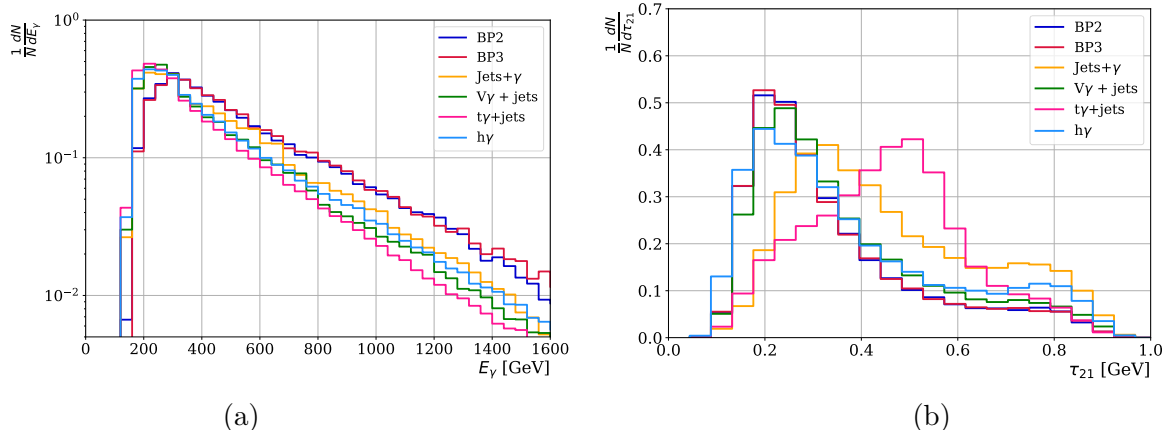 1/N dN/dE_γ
10^0
10^−1
10^−2
0 200 400 600 800 1000 1200 1400 1600
E_γ [GeV]
BP2
BP3
Jets+γ
Vγ + jets
tγ+jets
hγ
(a)
1/N dN/dτ_21
0.7
0.6
0.5
0.4
0.3
0.2
0.1
0.0
0.0 0.2 0.4 0.6 0.8 1.0
τ_21 [GeV]
BP2
BP3
Jets+γ
Vγ + jets
tγ+jets
hγ
(b)